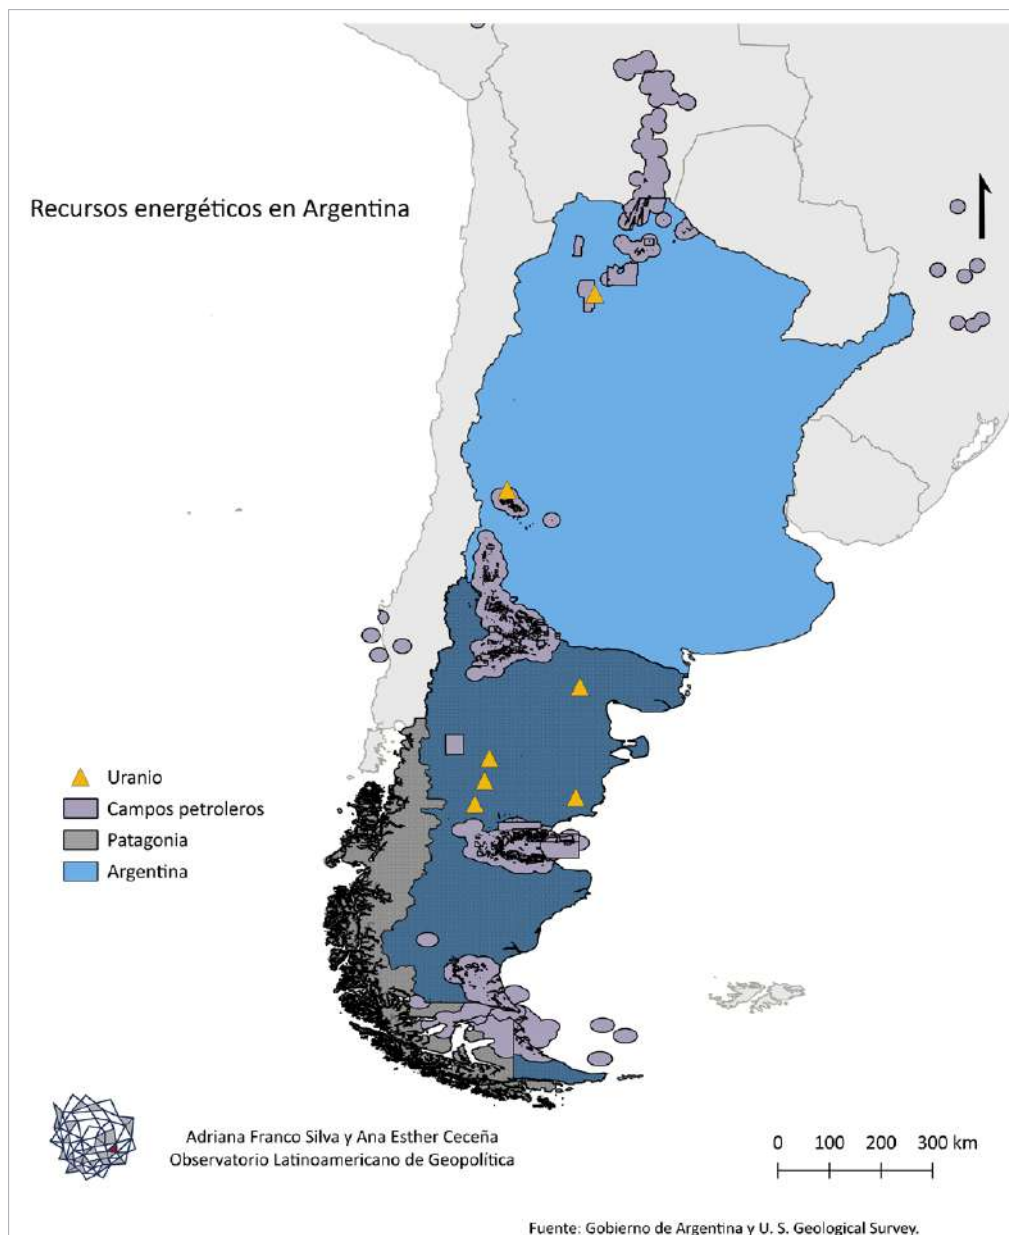 Recursos energéticos en Argentina
Uranio
Campos petroleros
Patagonia
Argentina
Adriana Franco Silva y Ana Esther Ceceña
Observatorio Latinoamericano de Geopolítica
0 100 200 300 km
Fuente: Gobierno de Argentina y U. S. Geological Survey.